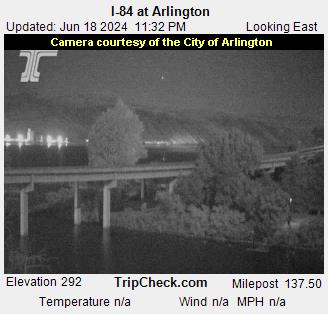 I-84 at Arlington
Updated: Jun 18 2024 11:32 PM Looking East
Camera courtesy of the City of Arlington
Elevation 292 TripCheck.com Milepost 137.50
Temperature n/a Wind n/a MPH n/a